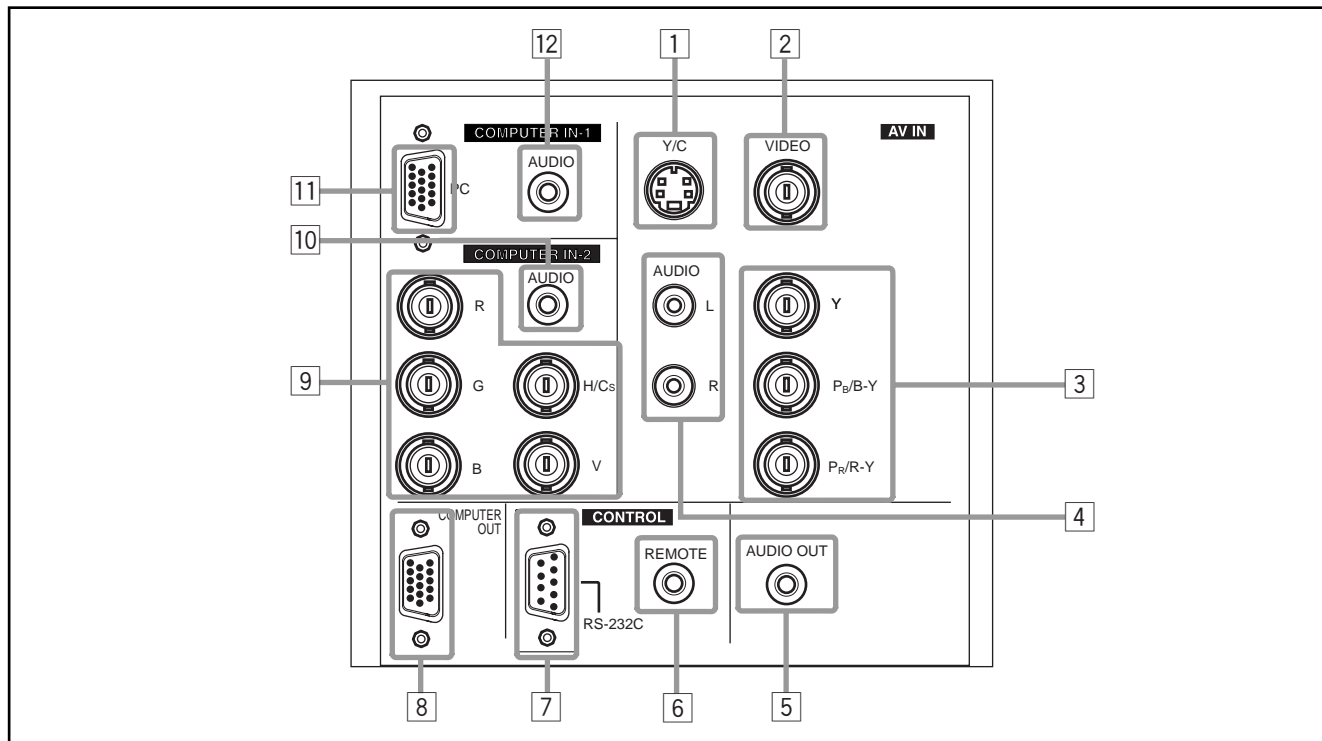 12
1
2
COMPUTER IN-1
AV IN
AUDIO
Y/C
VIDEO
11
PC
10
COMPUTER IN-2
AUDIO
AUDIO
R
L
Y
9
G
H/Cs
R
PB/B-Y
3
B
V
PR/R-Y
4
COMPUTER
OUT
CONTROL
REMOTE
AUDIO OUT
RS-232C
8
7
6
5